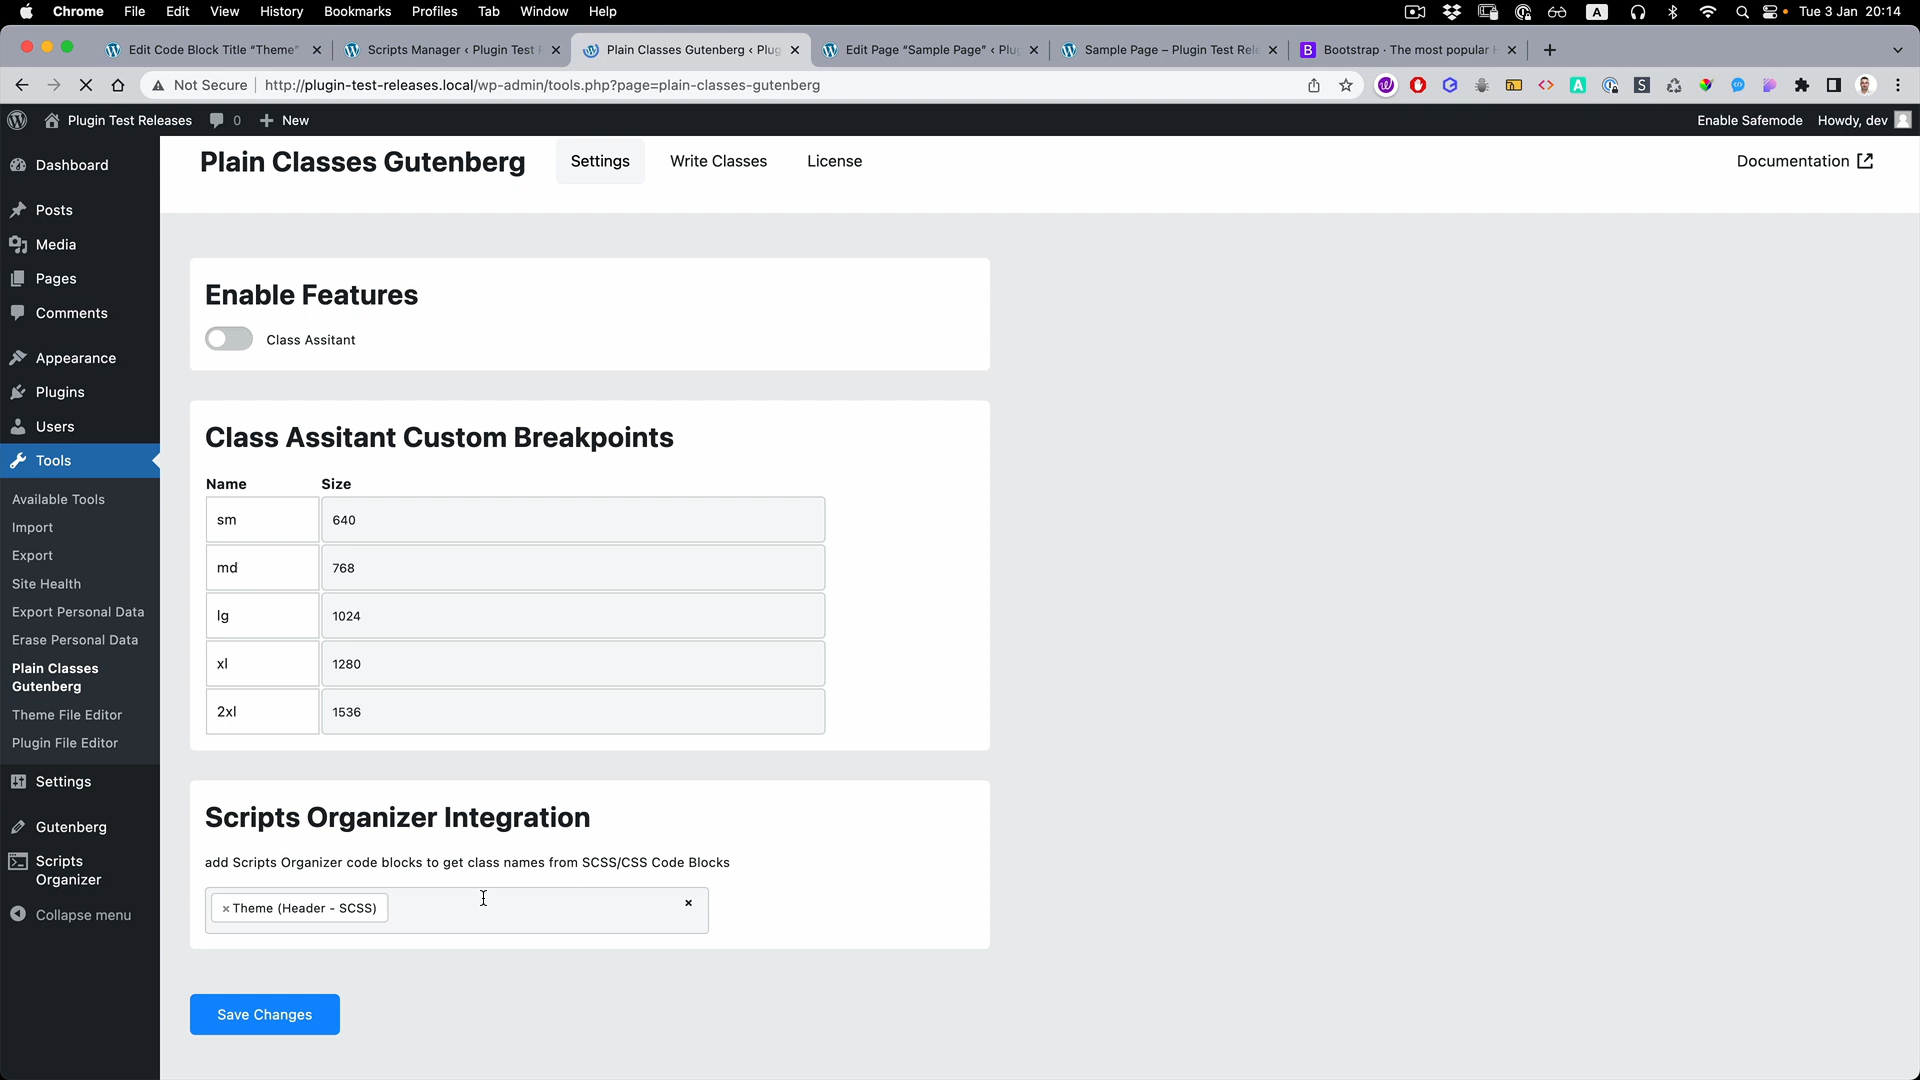 Chrome File Edit View History Bookmarks Profiles Tab Window Help A Tue 3 Jan 20:14
Edit Code Block Title “Theme” Scripts Manager ‹ Plugin Test Plain Classes Gutenberg ‹ Plug Edit Page “Sample Page” ‹ Plu Sample Page – Plugin Test Rele B Bootstrap · The most popular
Not Secure http://plugin-test-releases.local/wp-admin/tools.php?page=plain-classes-gutenberg
Plugin Test Releases 0 New Enable Safemode Howdy, dev
Plain Classes Gutenberg Settings Write Classes License Documentation
Dashboard
Posts
Media
Pages
Comments
Appearance
Plugins
Users
Tools
Available Tools
Import
Export
Site Health
Export Personal Data
Erase Personal Data
Plain Classes
Gutenberg
Theme File Editor
Plugin File Editor
Settings
Gutenberg
Scripts
Organizer
Collapse menu
Enable Features
Class Assitant
Class Assitant Custom Breakpoints
Name Size
sm 640
md 768
lg 1024
xl 1280
2xl 1536
Scripts Organizer Integration
add Scripts Organizer code blocks to get class names from SCSS/CSS Code Blocks
×Theme (Header - SCSS) ×
Save Changes